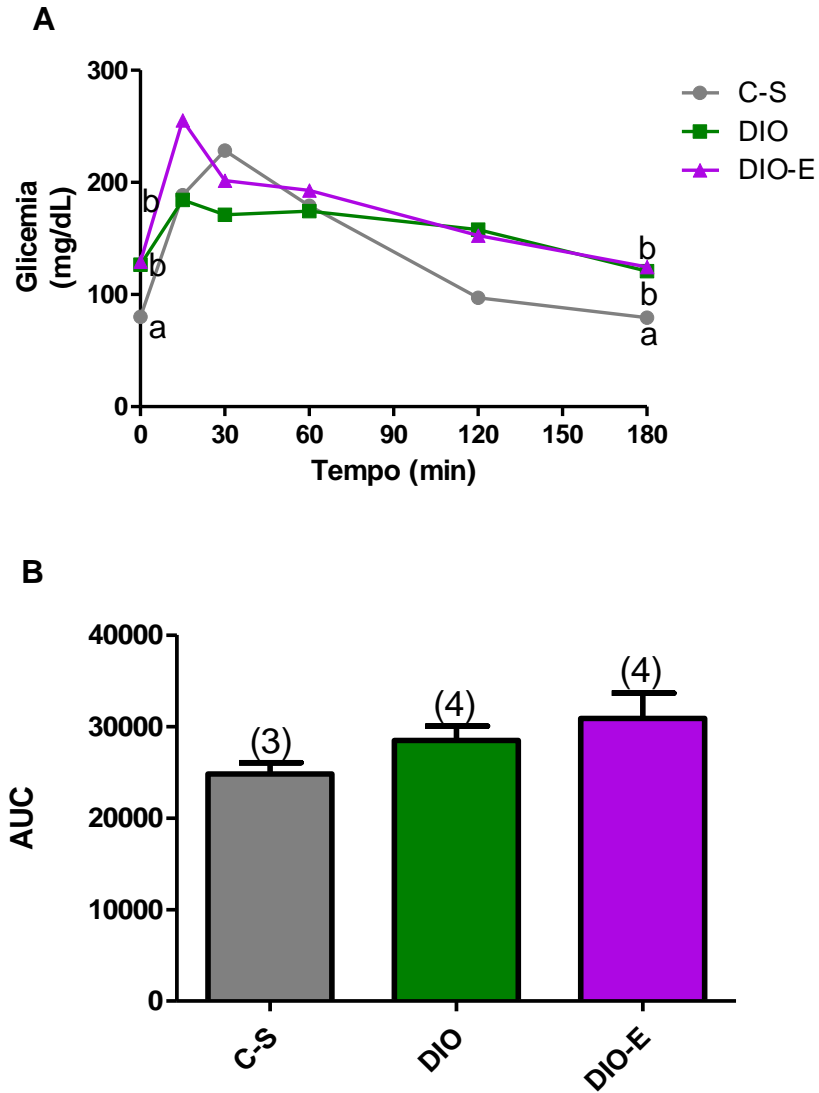 A
300
200
100
0
Glicemia
(mg/dL)
b
b
a
b
b
a
0 30 60 90 120 150 180
Tempo (min)
C-S
DIO
DIO-E
B
40000
30000
20000
10000
0
AUC
(3)
(4)
(4)
C-S
DIO
DIO-E